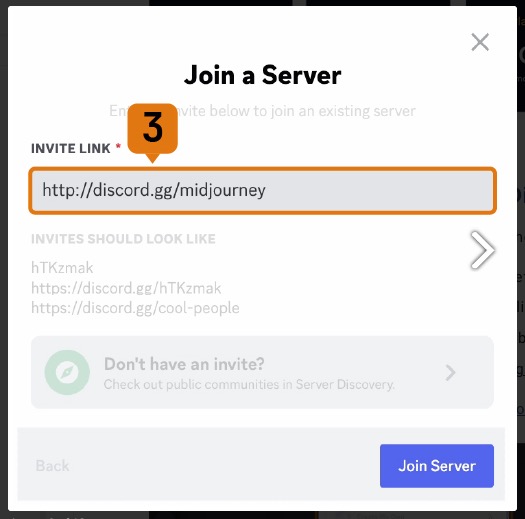 Join a Server
invite below to join an existing server
3
INVITE LINK *
http://discord.gg/midjourney
INVITES SHOULD LOOK LIKE
hTKzmak
https://discord.gg/hTKzmak
https://discord.gg/cool-people
Don't have an invite?
Check out public communities in Server Discovery.
Back
Join Server